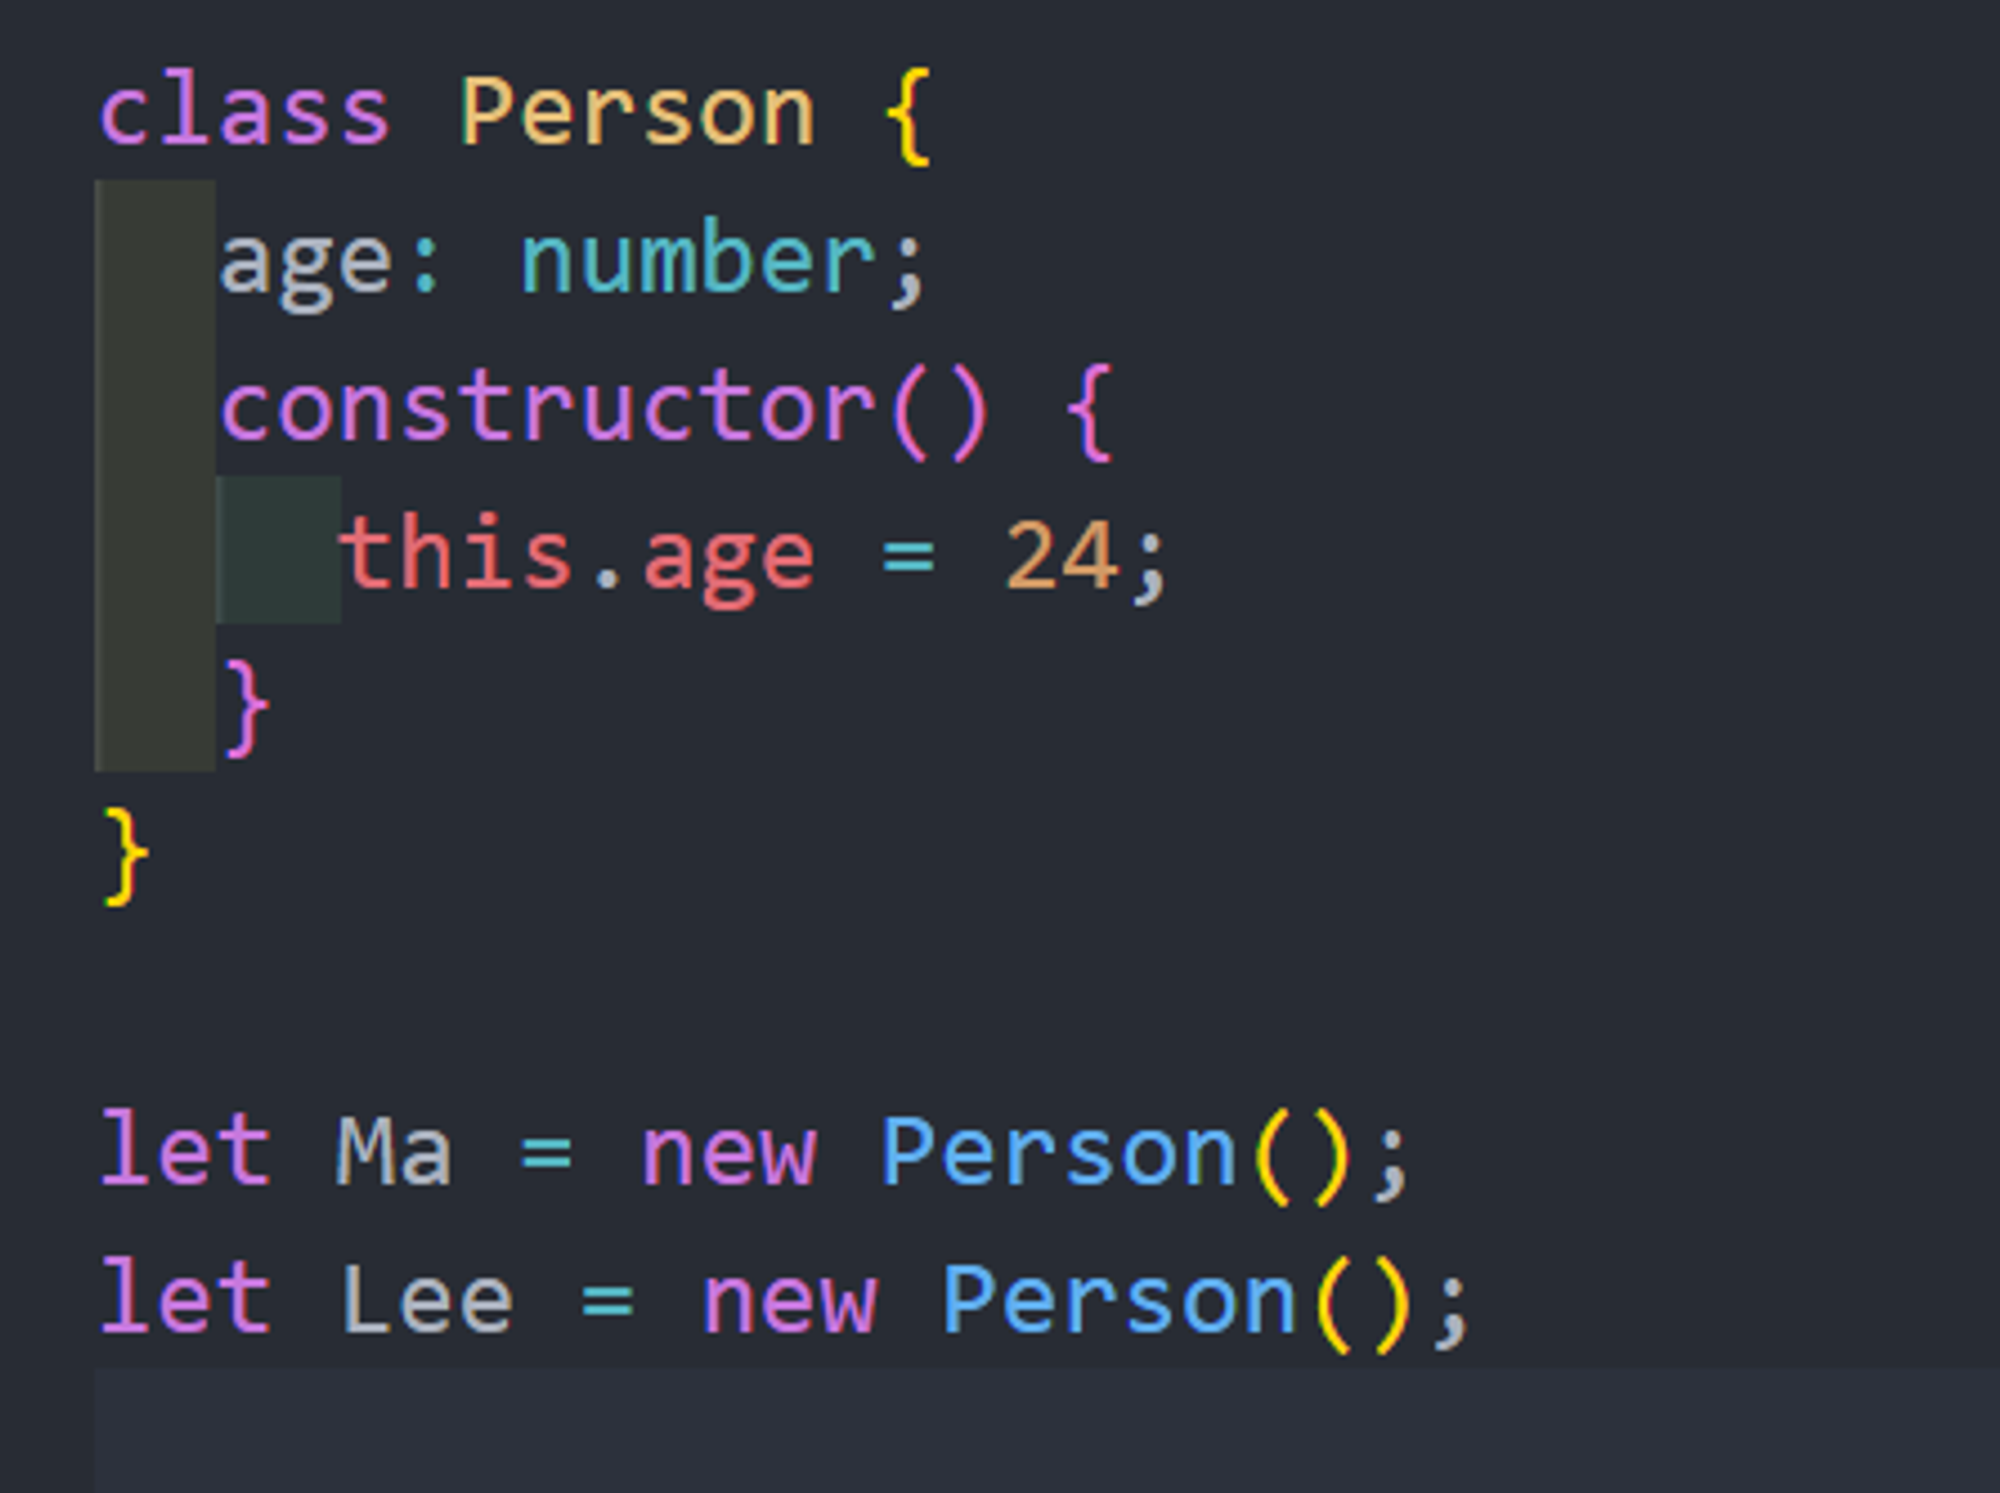 class Person {
  age: number;
  constructor() {
    this.age = 24;
  }
}

let Ma = new Person();
let Lee = new Person();